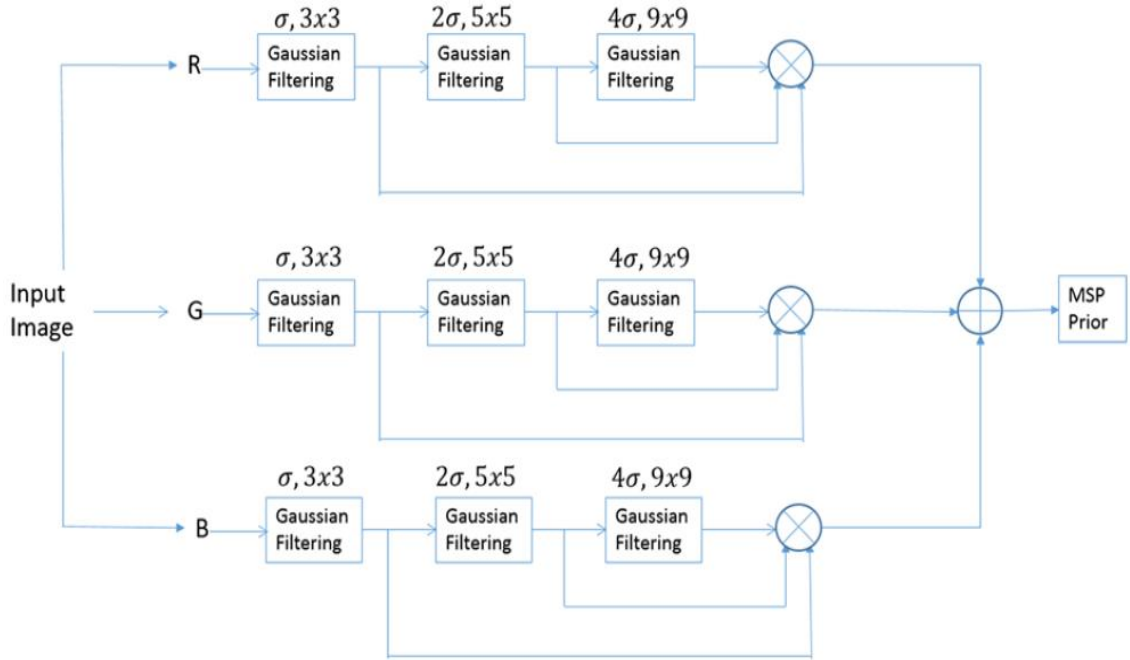 σ, 3x3
2σ, 5x5
4σ, 9x9
R
Gaussian
Filtering
Gaussian
Filtering
Gaussian
Filtering
σ, 3x3
2σ, 5x5
4σ, 9x9
Input
Image
G
Gaussian
Filtering
Gaussian
Filtering
Gaussian
Filtering
MSP
Prior
σ, 3x3
2σ, 5x5
4σ, 9x9
B
Gaussian
Filtering
Gaussian
Filtering
Gaussian
Filtering